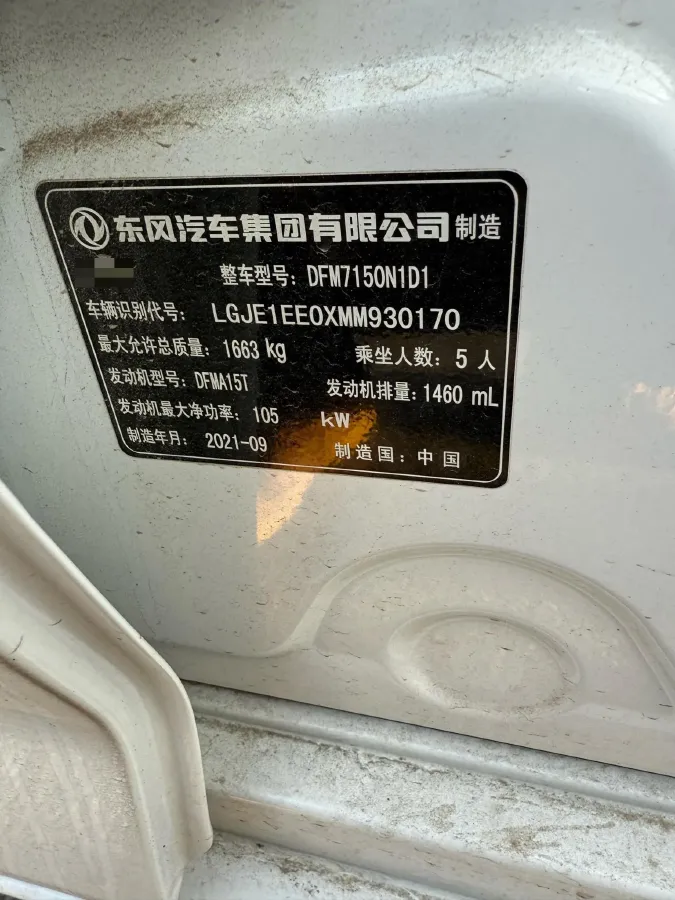 东风汽车集团有限公司 制造
整车型号: DFM7150N1D1
车辆识别代号: LGJE1EE0XMM930170
最大允许总质量: 1663 kg 乘坐人数: 5 人
发动机型号: DFMA15T 发动机排量: 1460 mL
发动机最大净功率: 105 kW
制造年月: 2021-09 制造国: 中国